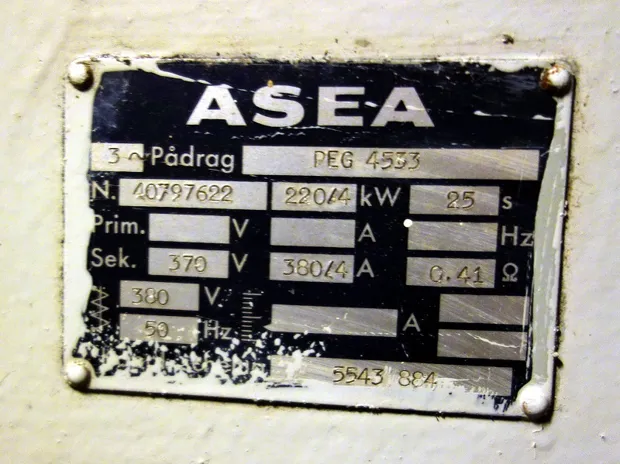 ASEA
3~ Pådrag PEG 4533
N. 40797622 220/4 kW 25 s
Prim. V A Hz
Sek. 370 V 380/4 A 0.41 Ω
380 V
50 Hz A
5543 884